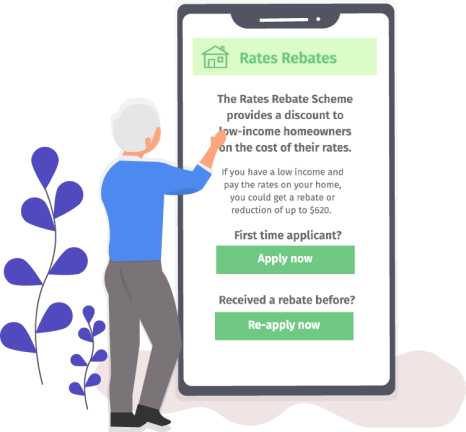 Rates Rebates
The Rates Rebate Scheme
provides a discount to
low-income homeowners
on the cost of their rates.
If you have a low income and
pay the rates on your home,
you could get a rebate or
reduction of up to $620.
First time applicant?
Apply now
Received a rebate before?
Re-apply now